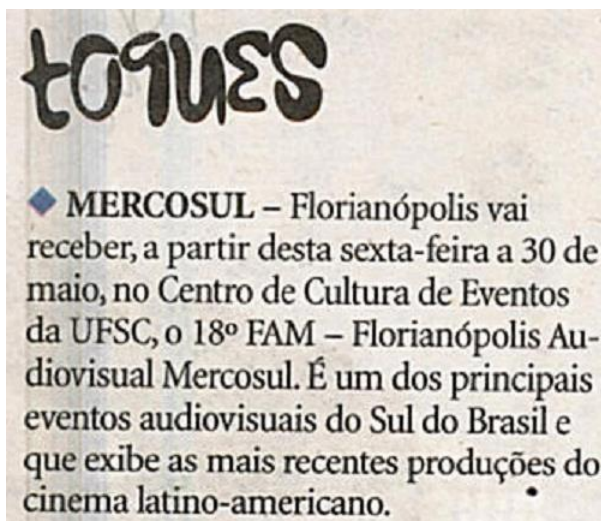 toques
◆ MERCOSUL – Florianópolis vai
receber, a partir desta sexta-feira a 30 de
maio, no Centro de Cultura de Eventos
da UFSC, o 18º FAM – Florianópolis Au-
diovisual Mercosul. É um dos principais
eventos audiovisuais do Sul do Brasil e
que exibe as mais recentes produções do
cinema latino-americano.